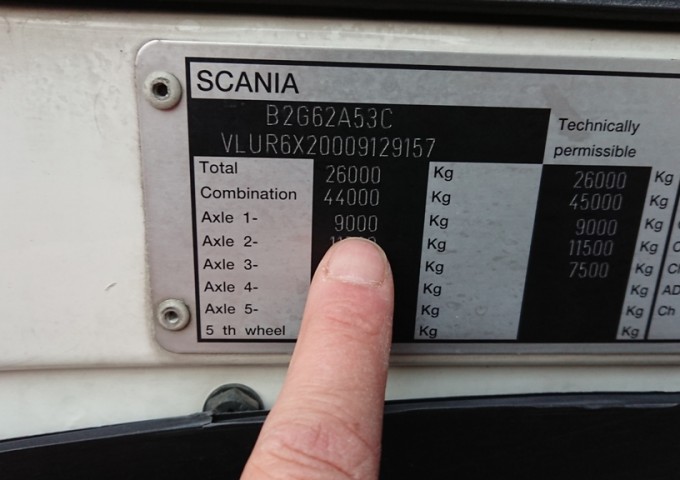 SCANIA
B2G62A53C
VLUR6X20009129157
Technically
permissible
Total 26000 Kg 26000 Kg
Combination 44000 Kg 45000 Kg
Axle 1- 9000 Kg 9000 Kg
Axle 2- Kg 11500 Kg
Axle 3- Kg 7500 Kg
Axle 4- Kg Kg AD
Axle 5- Kg Kg Ch
5 th wheel Kg Kg